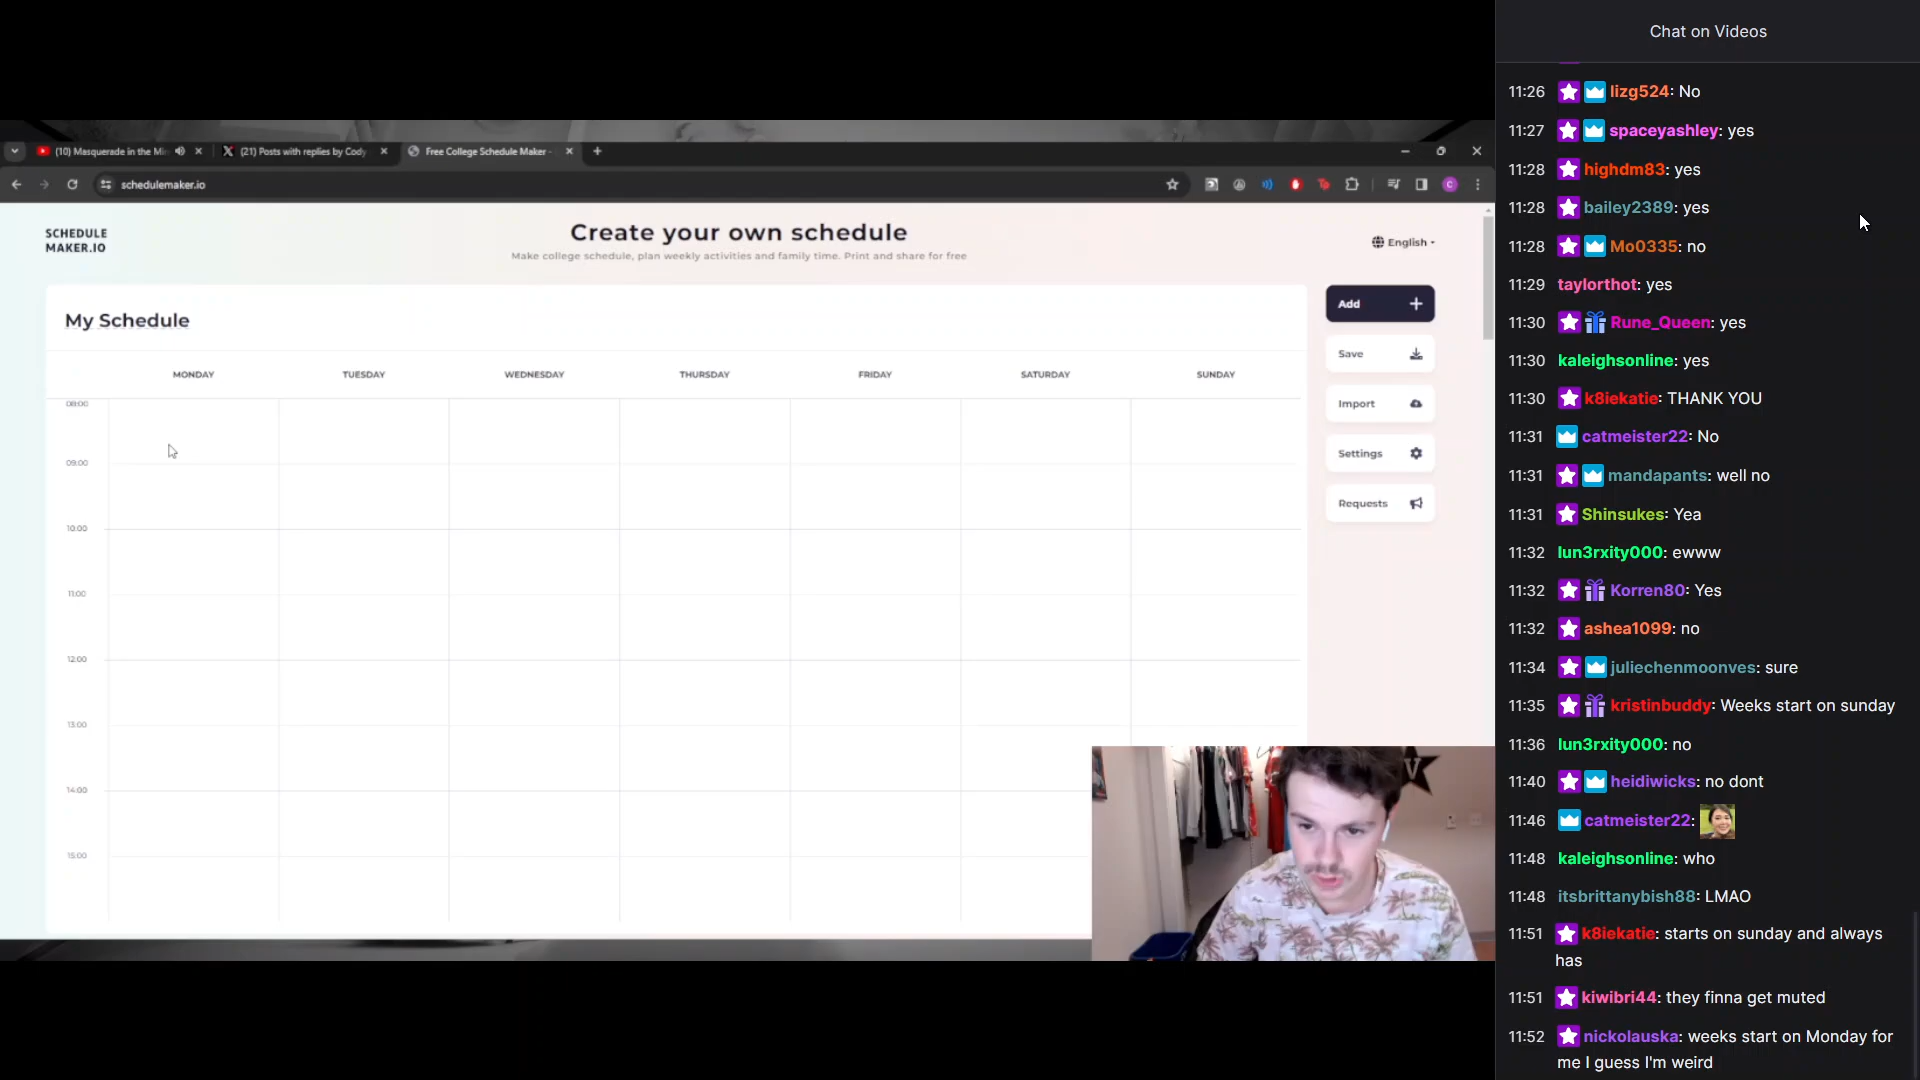 Chat on Videos
(10) Masquerade in the Min
(21) Posts with replies by Cody
Free College Schedule Maker -
schedulemaker.io
SCHEDULE
MAKER.IO
Create your own schedule
Make college schedule, plan weekly activities and family time. Print and share for free
English
My Schedule
MONDAY TUESDAY WEDNESDAY THURSDAY FRIDAY SATURDAY SUNDAY
08:00
09:00
10:00
11:00
12:00
13:00
14:00
15:00
Add
Save
Import
Settings
Requests
V
11:26 lizg524: No
11:27 spaceyashley: yes
11:28 highdm83: yes
11:28 bailey2389: yes
11:28 Mo0335: no
11:29 taylorthot: yes
11:30 Rune_Queen: yes
11:30 kaleighsonline: yes
11:30 k8iekatie: THANK YOU
11:31 catmeister22: No
11:31 mandapants: well no
11:31 Shinsukes: Yea
11:32 lun3rxity000: ewww
11:32 Korren80: Yes
11:32 ashea1099: no
11:34 juliechenmoonves: sure
11:35 kristinbuddy: Weeks start on sunday
11:36 lun3rxity000: no
11:40 heidiwicks: no dont
11:46 catmeister22:
11:48 kaleighsonline: who
11:48 itsbrittanybish88: LMAO
11:51 k8iekatie: starts on sunday and always
has
11:51 kiwibri44: they finna get muted
11:52 nickolauska: weeks start on Monday for
me I guess I'm weird